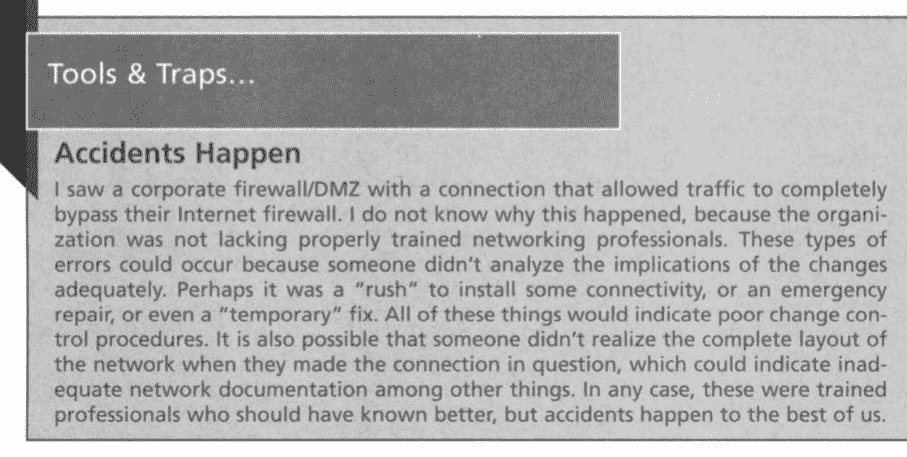 Tools & Traps...
Accidents Happen
I saw a corporate firewall/DMZ with a connection that allowed traffic to completely
bypass their Internet firewall. I do not know why this happened, because the organi-
zation was not lacking properly trained networking professionals. These types of
errors could occur because someone didn't analyze the implications of the changes
adequately. Perhaps it was a "rush" to install some connectivity, or an emergency
repair, or even a "temporary" fix. All of these things would indicate poor change con-
trol procedures. It is also possible that someone didn't realize the complete layout of
the network when they made the connection in question, which could indicate inad-
equate network documentation among other things. In any case, these were trained
professionals who should have known better, but accidents happen to the best of us.